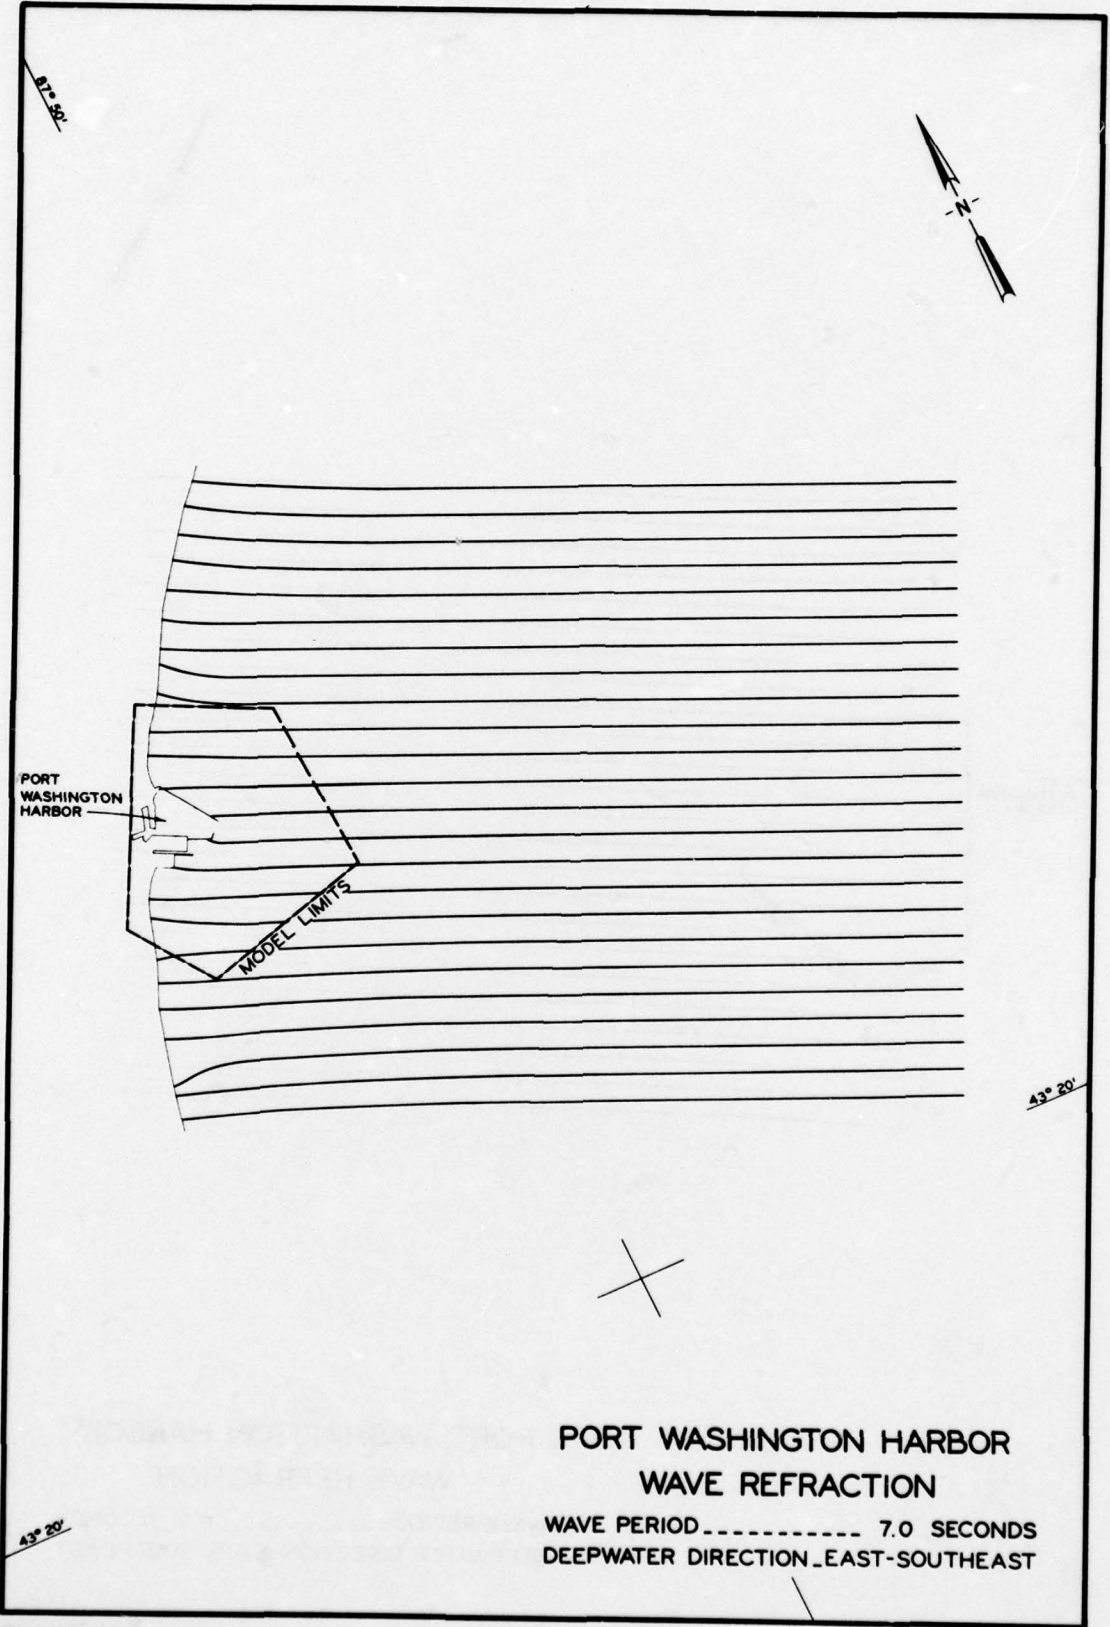 87° 50'
N
PORT
WASHINGTON
HARBOR
MODEL LIMITS
43° 20'
PORT WASHINGTON HARBOR
WAVE REFRACTION
WAVE PERIOD____________ 7.0 SECONDS
DEEPWATER DIRECTION_EAST-SOUTHEAST
43° 20'